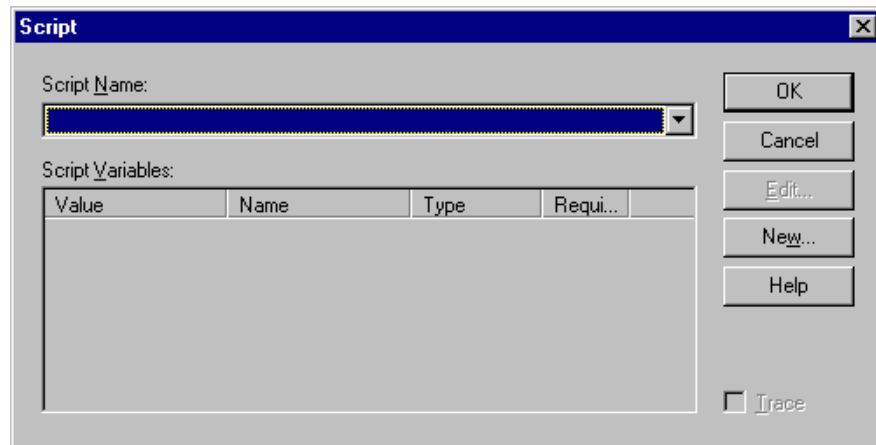 Script
Script Name:
OK
Cancel
Script Variables:
Edit...
Value Name Type Requi...
New...
Help
Trace